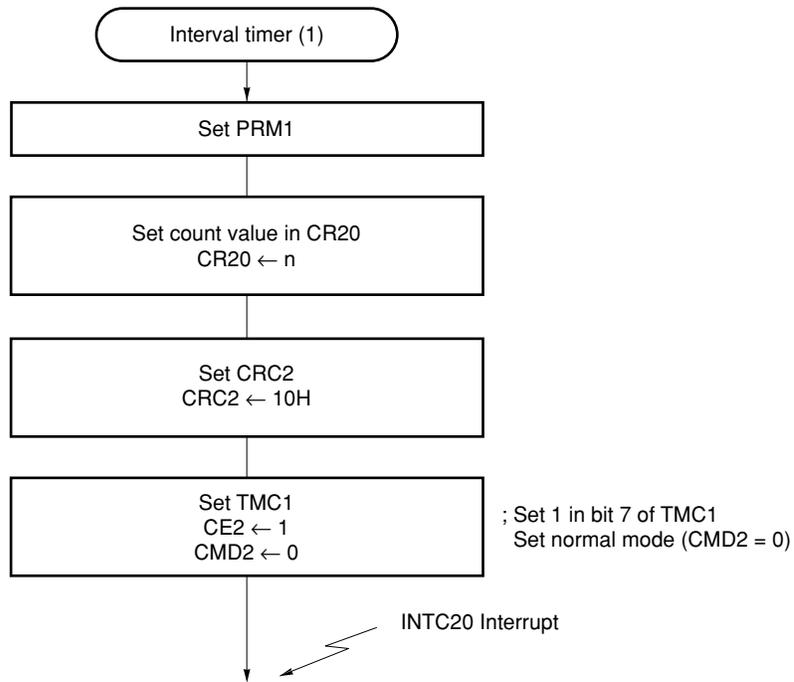 Interval timer (1)
Set PRM1
Set count value in CR20
CR20 ← n
Set CRC2
CRC2 ← 10H
Set TMC1
CE2 ← 1
CMD2 ← 0
; Set 1 in bit 7 of TMC1
Set normal mode (CMD2 = 0)
INTC20 Interrupt